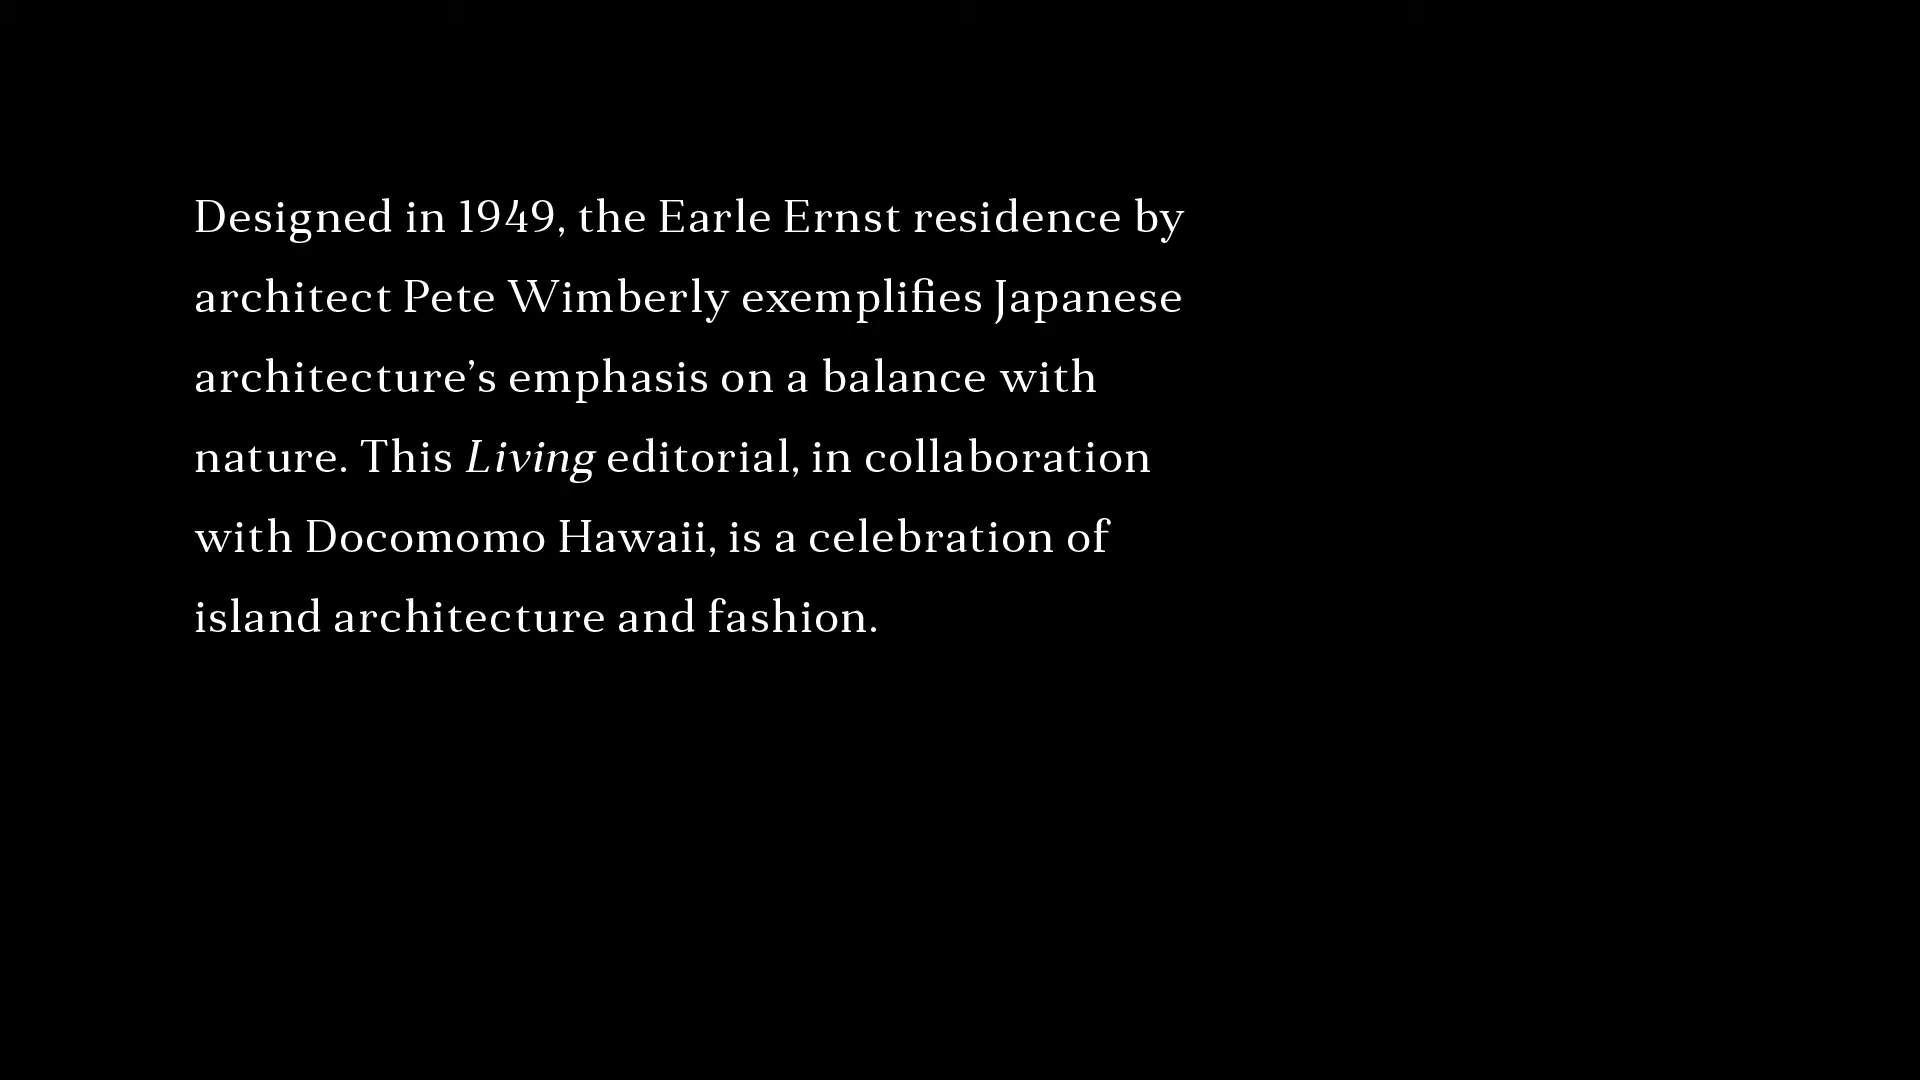 Designed in 1949, the Earle Ernst residence by
architect Pete Wimberly exemplifies Japanese
architecture’s emphasis on a balance with
nature. This Living editorial, in collaboration
with Docomomo Hawaii, is a celebration of
island architecture and fashion.